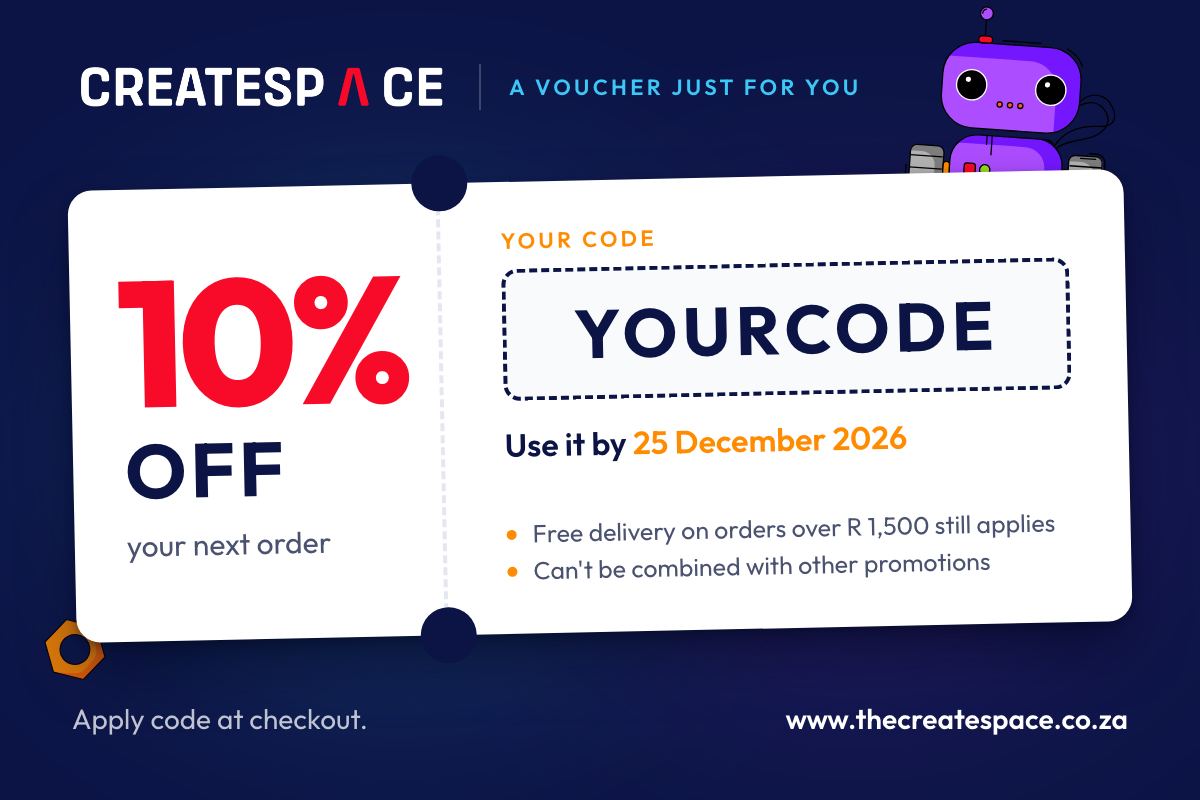 CREATESPACE
A VOUCHER JUST FOR YOU
10%
OFF
your next order
YOUR CODE
YOURCODE
Use it by 25 December 2026
• Free delivery on orders over R 1,500 still applies
• Can't be combined with other promotions
Apply code at checkout.
www.thecreatespace.co.za